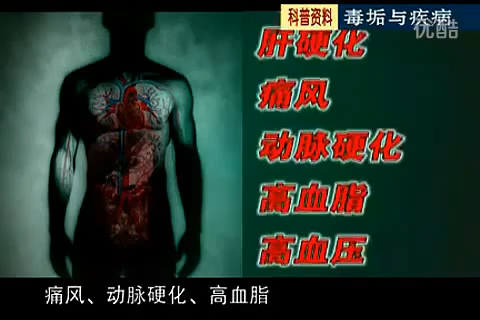 科普资料 毒垢与疾病
优酷
肝硬化
痛风
动脉硬化
高血脂
高血压
痛风、动脉硬化、高血脂